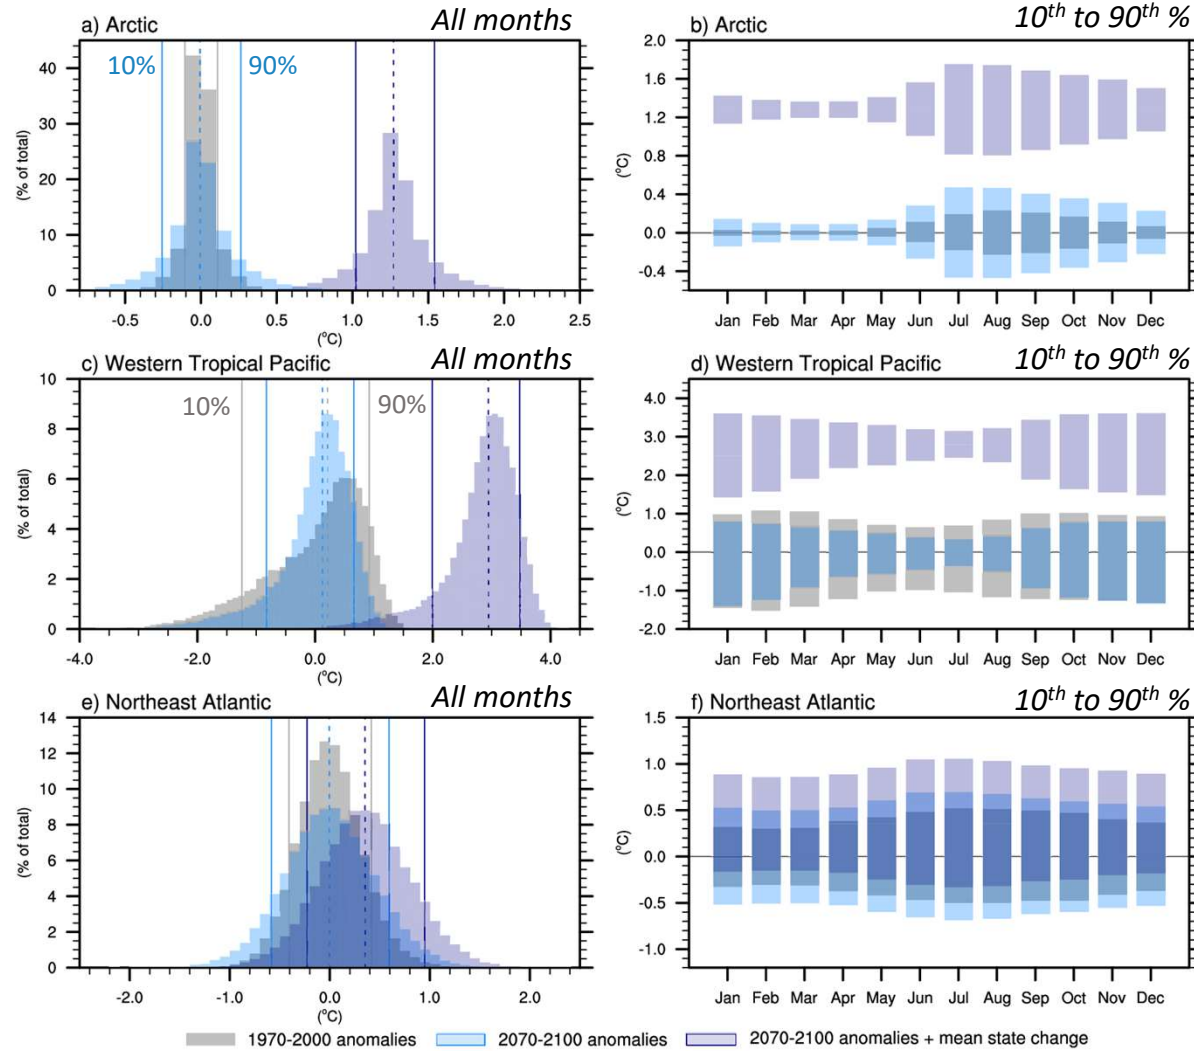 a) Arctic
All months
10%
90%
(% of total)
40
30
20
10
0
-0.5
0.0
0.5
1.0
1.5
2.0
2.5
(°C)
b) Arctic
10th to 90th %
(°C)
2.0
1.6
1.2
0.8
0.4
0.0
-0.4
Jan Feb Mar Apr May Jun Jul Aug Sep Oct Nov Dec
c) Western Tropical Pacific
All months
10%
90%
(% of total)
10
8
6
4
2
0
-4.0
-2.0
0.0
2.0
4.0
(°C)
d) Western Tropical Pacific
10th to 90th %
(°C)
4.0
3.0
2.0
1.0
0.0
-1.0
-2.0
Jan Feb Mar Apr May Jun Jul Aug Sep Oct Nov Dec
e) Northeast Atlantic
All months
(% of total)
14
12
10
8
6
4
2
0
-2.0
-1.0
0.0
1.0
2.0
(°C)
f) Northeast Atlantic
10th to 90th %
(°C)
1.5
1.0
0.5
0.0
-0.5
-1.0
Jan Feb Mar Apr May Jun Jul Aug Sep Oct Nov Dec
1970-2000 anomalies
2070-2100 anomalies
2070-2100 anomalies + mean state change